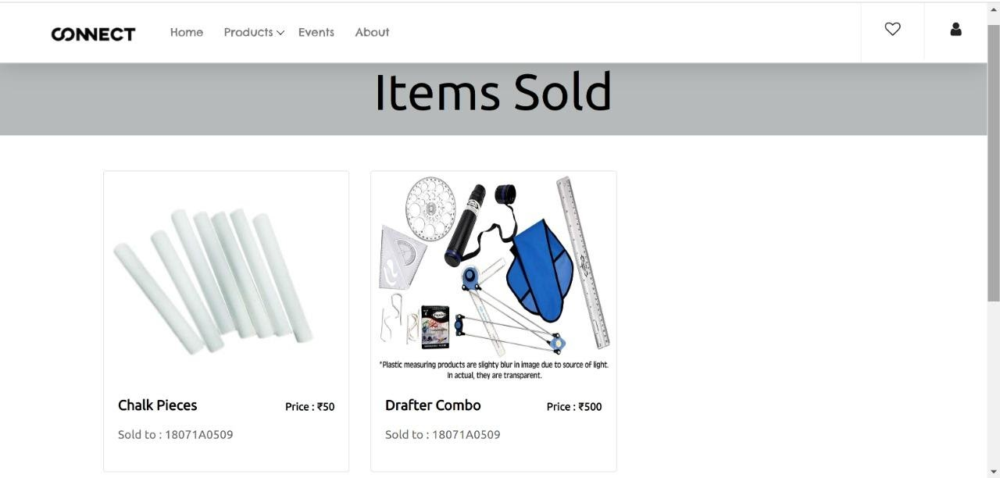 CONNECT Home Products Events About
Items Sold
*Plastic measuring products are slighty blur in image due to source of light.
In actual, they are transparent.
Chalk Pieces Price : ₹50
Sold to : 18071A0509
Drafter Combo Price : ₹500
Sold to : 18071A0509